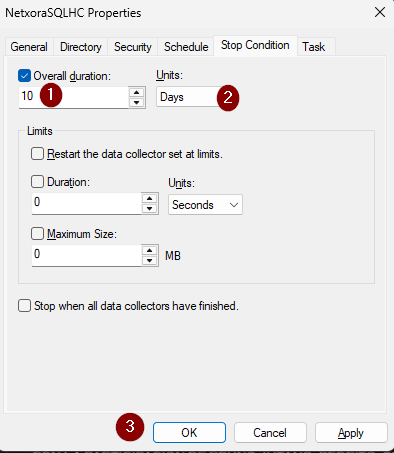 NetxoraSQLHC Properties
General Directory Security Schedule Stop Condition Task
Overall duration: Units:
10 1 Days 2
Limits
Restart the data collector set at limits.
Duration: Units:
0 Seconds
Maximum Size:
0 MB
Stop when all data collectors have finished.
3 OK Cancel Apply